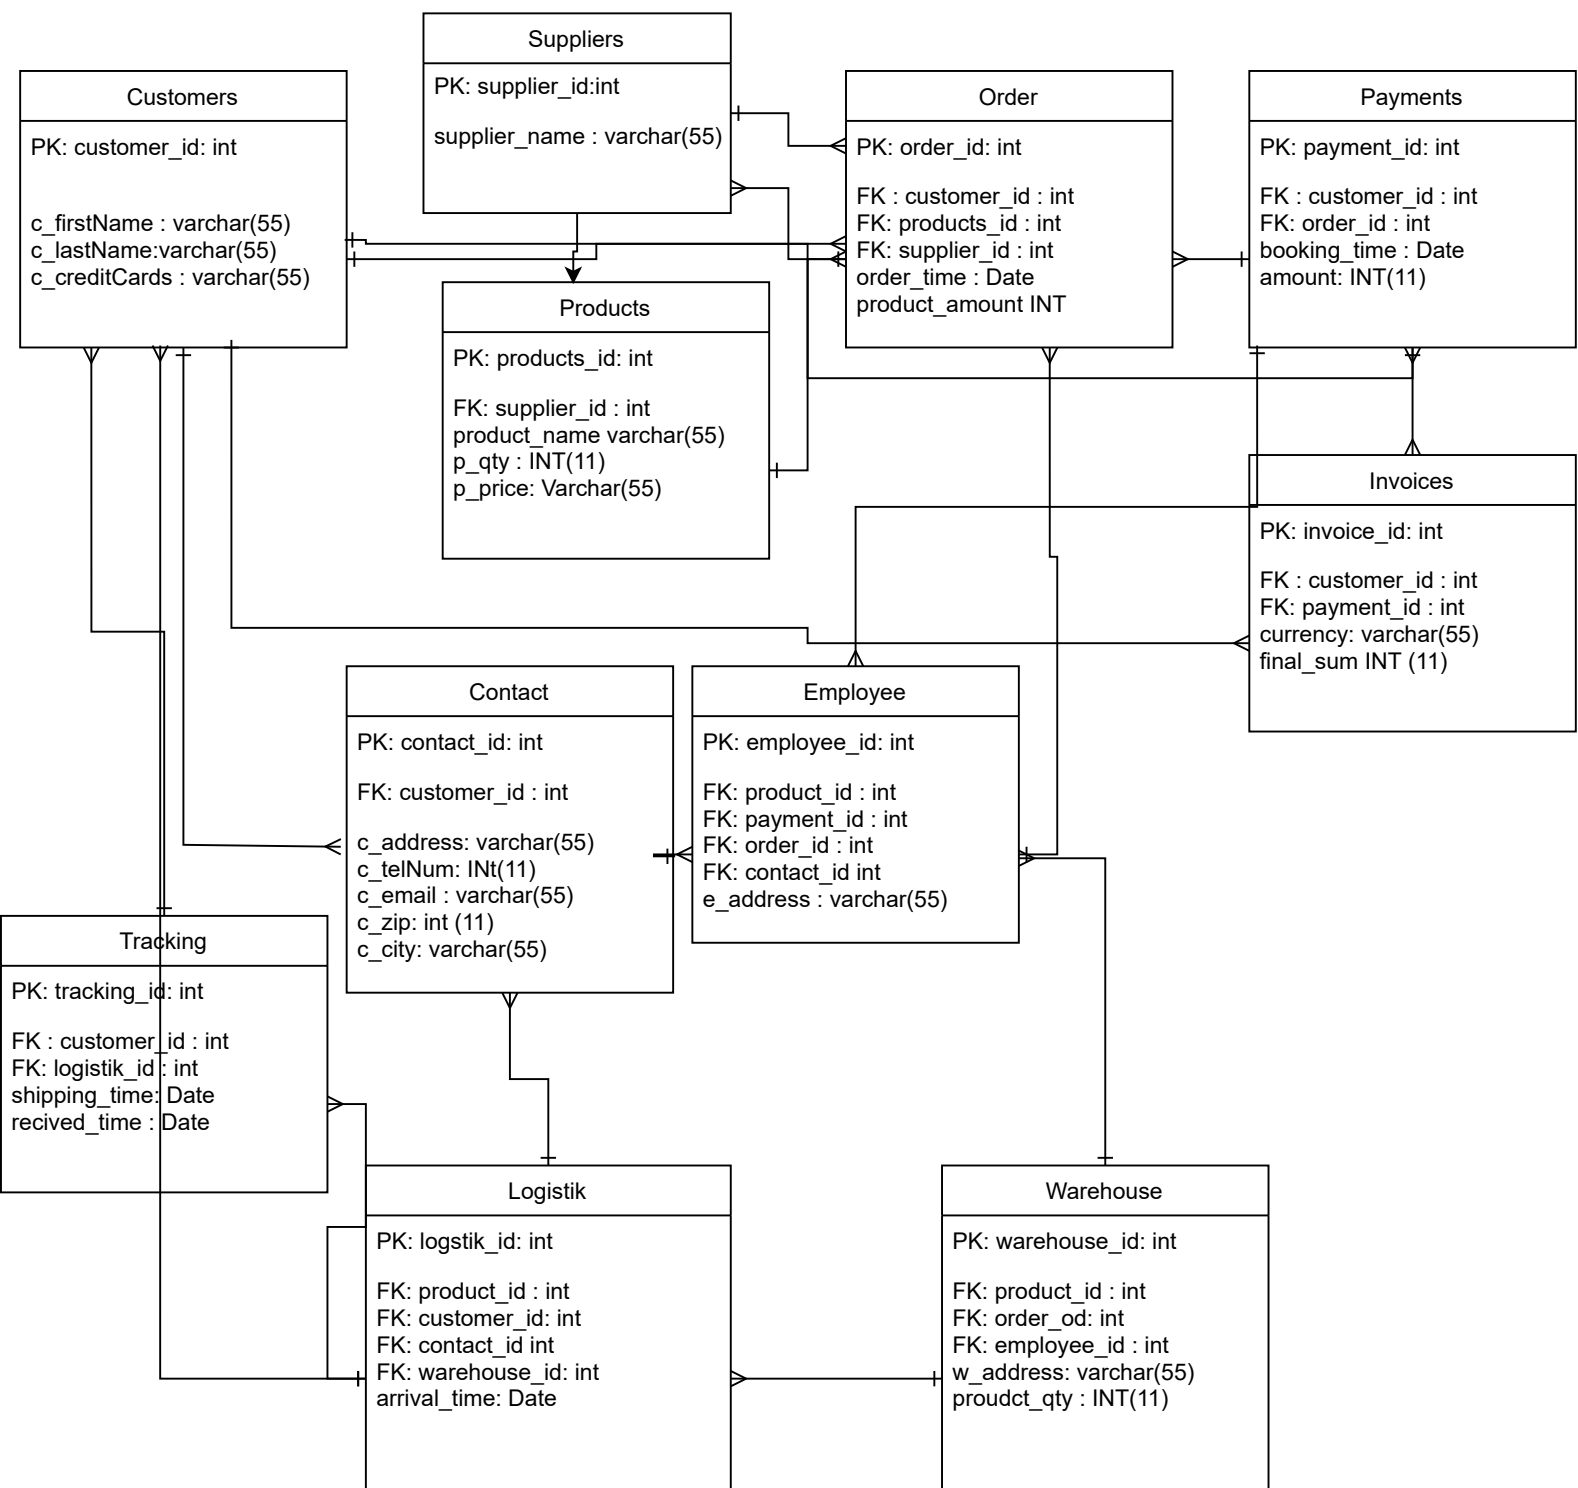 Suppliers
PK: supplier_id:int
supplier_name : varchar(55)
Customers
PK: customer_id: int
c_firstName : varchar(55)
c_lastName:varchar(55)
c_creditCards : varchar(55)
Order
PK: order_id: int
FK : customer_id : int
FK: products_id : int
FK: supplier_id : int
order_time : Date
product_amount INT
Payments
PK: payment_id: int
FK : customer_id : int
FK: order_id : int
booking_time : Date
amount: INT(11)
Products
PK: products_id: int
FK: supplier_id : int
product_name varchar(55)
p_qty : INT(11)
p_price: Varchar(55)
Invoices
PK: invoice_id: int
FK : customer_id : int
FK: payment_id : int
currency: varchar(55)
final_sum INT (11)
Contact
PK: contact_id: int
FK: customer_id : int
c_address: varchar(55)
c_telNum: INt(11)
c_email : varchar(55)
c_zip: int (11)
c_city: varchar(55)
Employee
PK: employee_id: int
FK: product_id : int
FK: payment_id : int
FK: order_id : int
FK: contact_id int
e_address : varchar(55)
Tracking
PK: tracking_id: int
FK : customer_id : int
FK: logistik_id : int
shipping_time: Date
recived_time : Date
Logistik
PK: logstik_id: int
FK: product_id : int
FK: customer_id: int
FK: contact_id int
FK: warehouse_id: int
arrival_time: Date
Warehouse
PK: warehouse_id: int
FK: product_id : int
FK: order_od: int
FK: employee_id : int
w_address: varchar(55)
proudct_qty : INT(11)